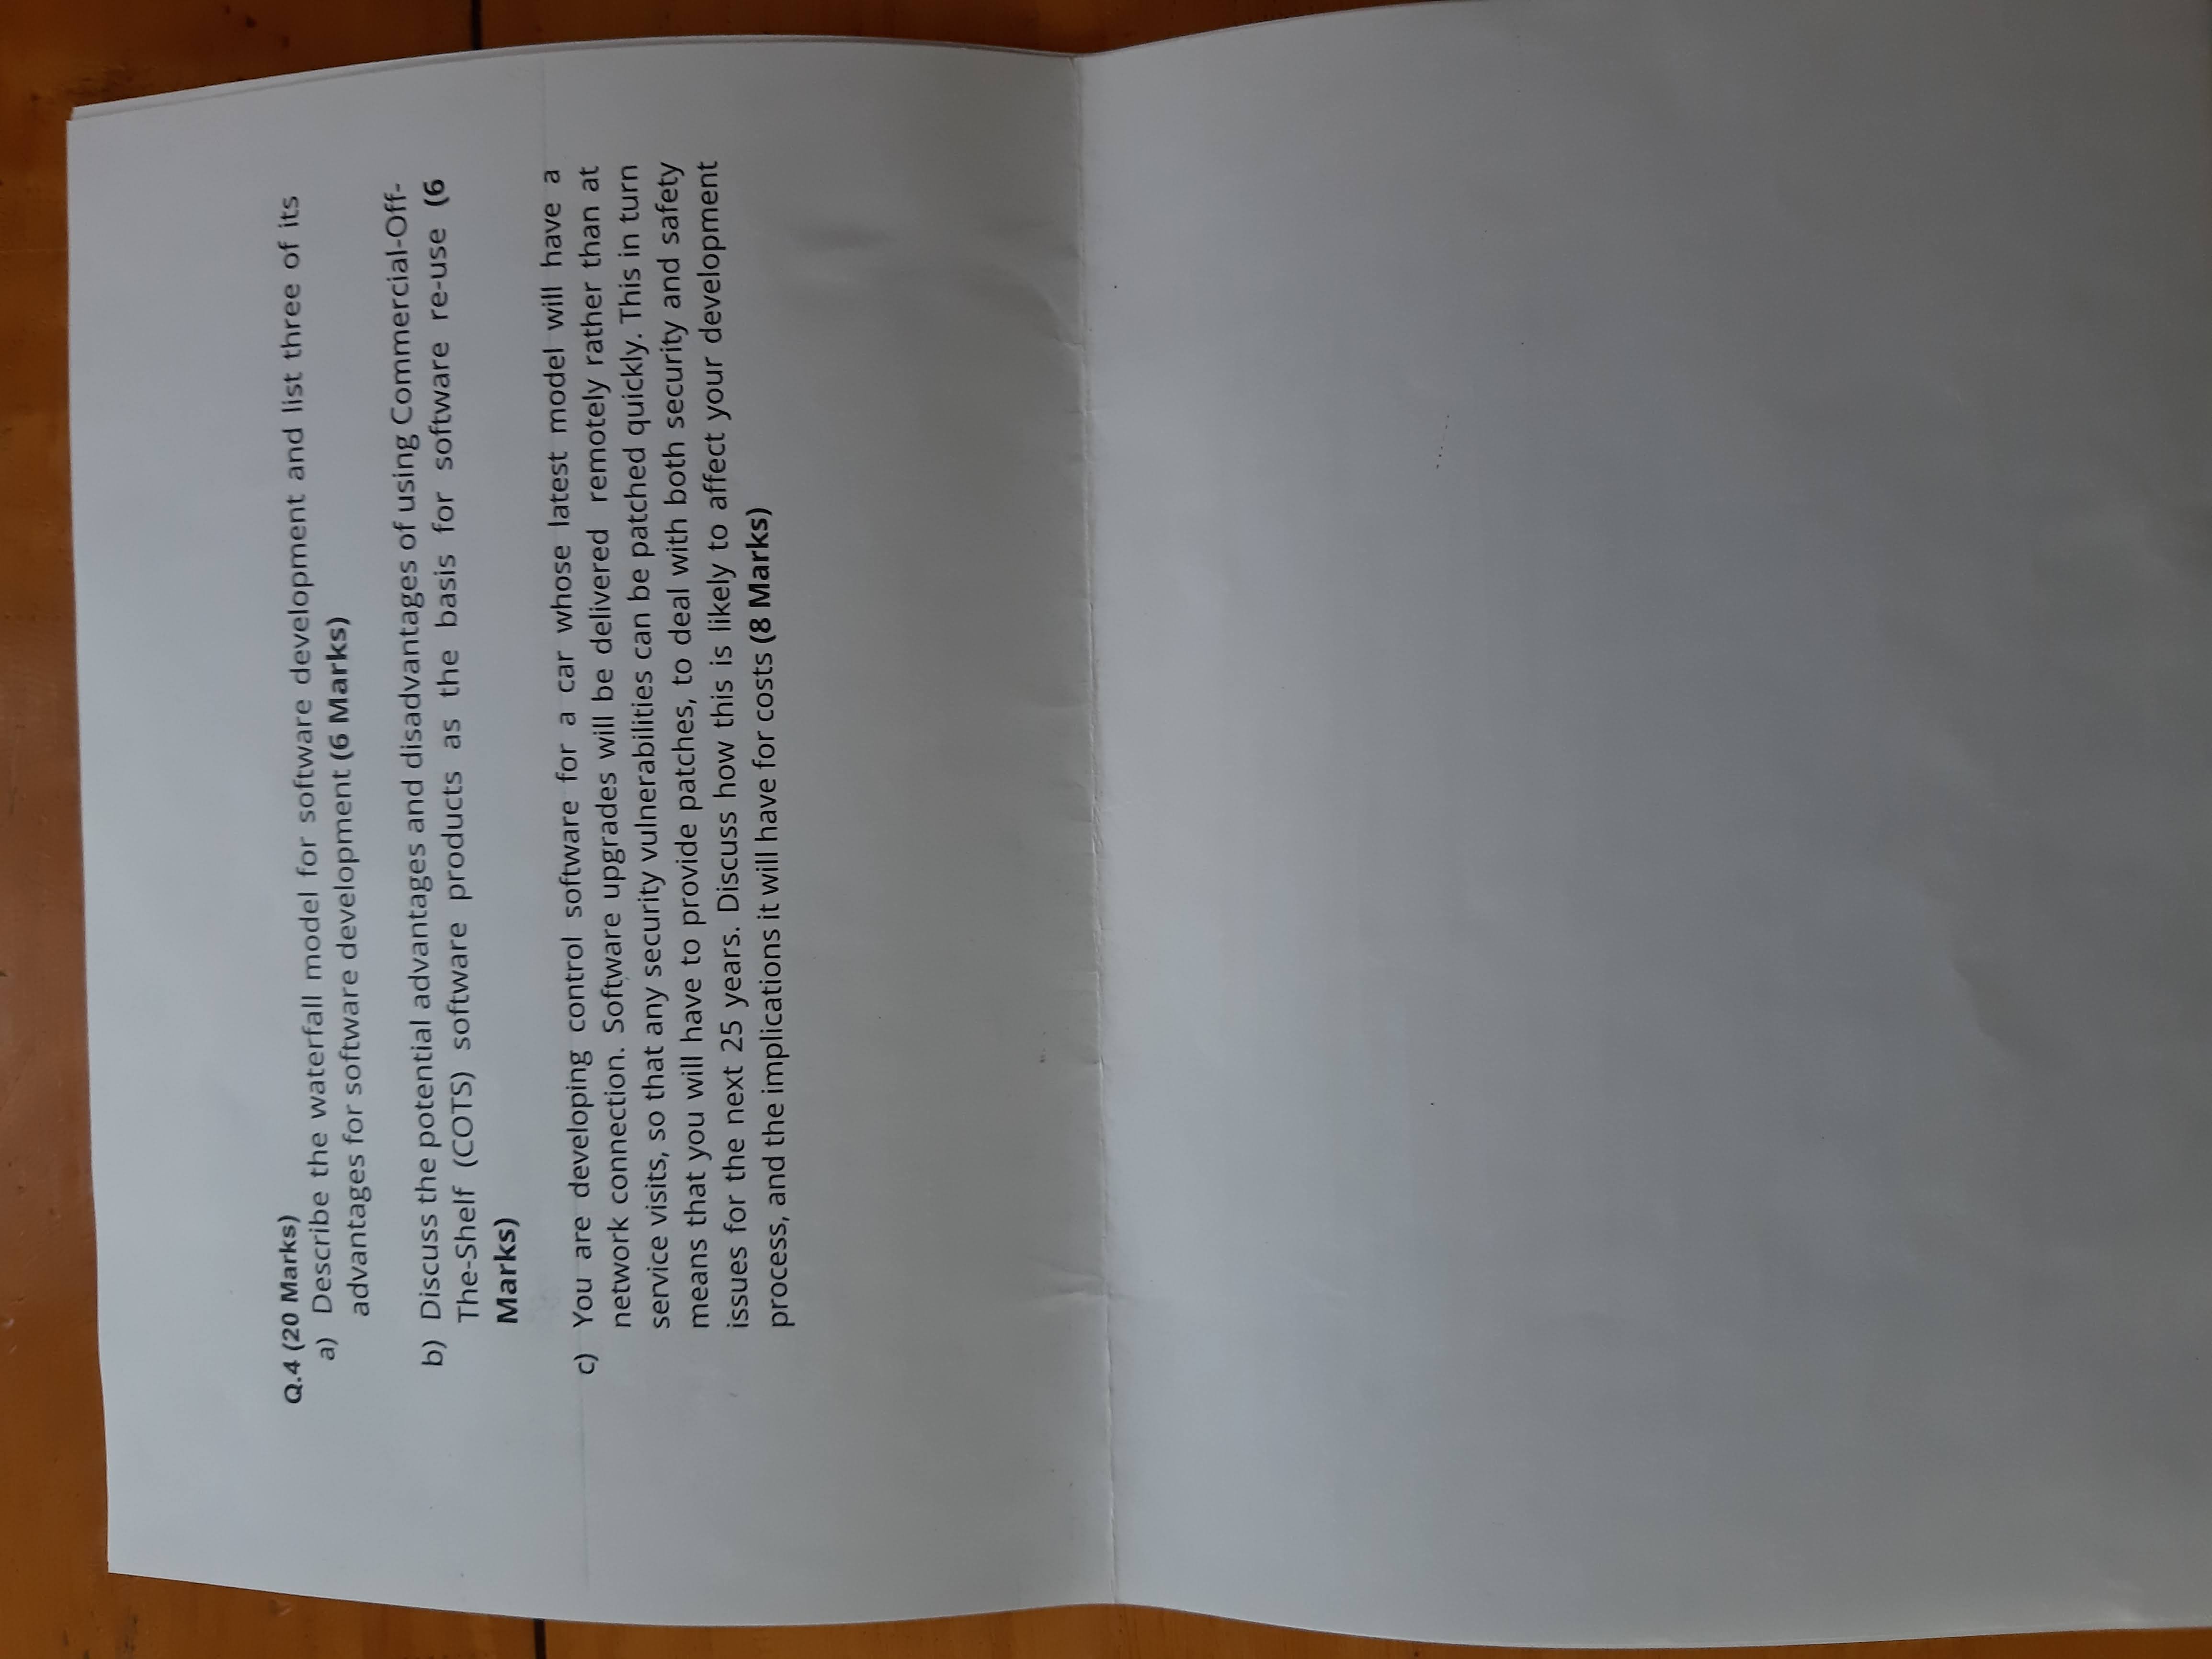 Q.4 (20 Marks)
a) Describe the waterfall model for software development and list three of its
advantages for software development (6 Marks)
b) Discuss the potential advantages and disadvantages of using Commercial-Off-
The-Shelf (COTS) software products as the basis for software re-use (6
Marks)
c) You are developing control software for a car whose latest model will have a
network connection. Software upgrades will be delivered remotely rather than at
service visits, so that any security vulnerabilities can be patched quickly. This in turn
means that you will have to provide patches, to deal with both security and safety
issues for the next 25 years. Discuss how this is likely to affect your development
process, and the implications it will have for costs (8 Marks)